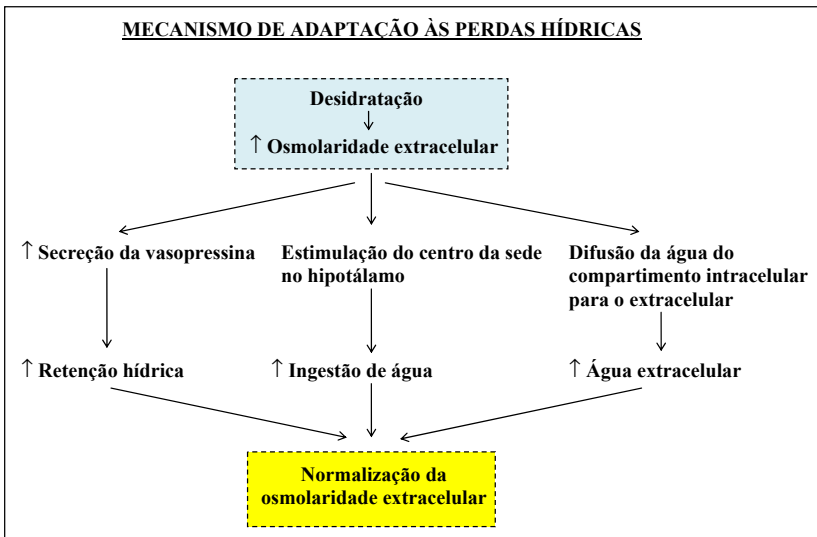 MECANISMO DE ADAPTAÇÃO ÀS PERDAS HÍDRICAS
Desidratação
↑ Osmolaridade extracelular
↑ Secreção da vasopressina
Estimulação do centro da sede
no hipotálamo
Difusão da água do
compartimento intracelular
para o extracelular
↑ Retenção hídrica
↑ Ingestão de água
↑ Água extracelular
Normalização da
osmolaridade extracelular